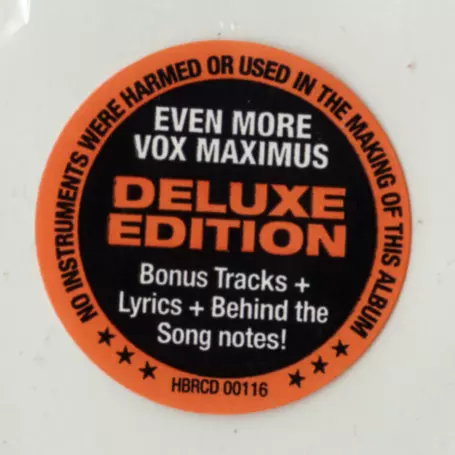 NO INSTRUMENTS WERE HARMED OR USED IN THE MAKING OF THIS ALBUM
EVEN MORE
VOX MAXIMUS
DELUXE
EDITION
Bonus Tracks +
Lyrics + Behind the
Song notes!
HBRCD 00116